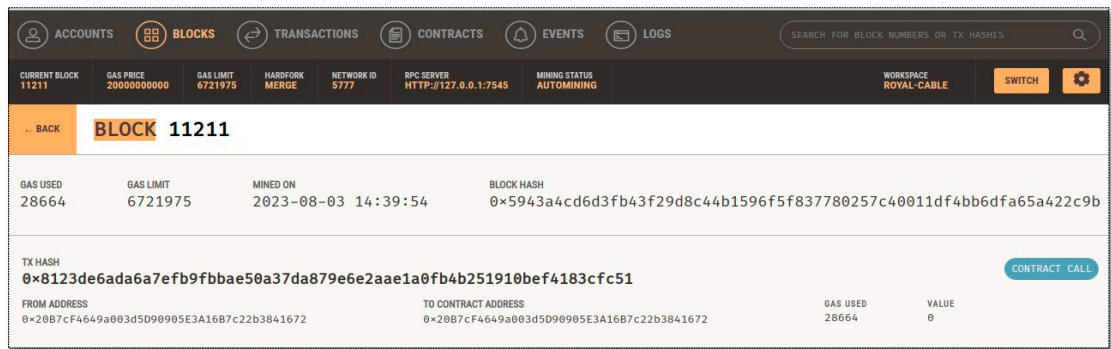 ACCOUNTS BLOCKS TRANSACTIONS CONTRACTS EVENTS LOGS SEARCH FOR BLOCK NUMBERS OR TX HASHES
CURRENT BLOCK GAS PRICE GAS LIMIT HARDFORK NETWORK ID RPC SERVER MINING STATUS WORKSPACE
11211 20000000000 6721975 MERGE 5777 HTTP://127.0.0.1:7545 AUTOMINING ROYAL-CABLE SWITCH
← BACK BLOCK 11211
GAS USED GAS LIMIT MINED ON BLOCK HASH
28664 6721975 2023-08-03 14:39:54 0×5943a4cd6d3fb43f29d8c44b1596f5f837780257c40011df4bb6dfa65a422c9b
TX HASH
0×8123de6ada6a7efb9fbbae50a37da879e6e2aae1a0fb4b251910bef4183cfc51 CONTRACT CALL
FROM ADDRESS TO CONTRACT ADDRESS GAS USED VALUE
0×20B7cF4649a003d5D90905E3A16B7c22b3841672 0×20B7cF4649a003d5D90905E3A16B7c22b3841672 28664 0